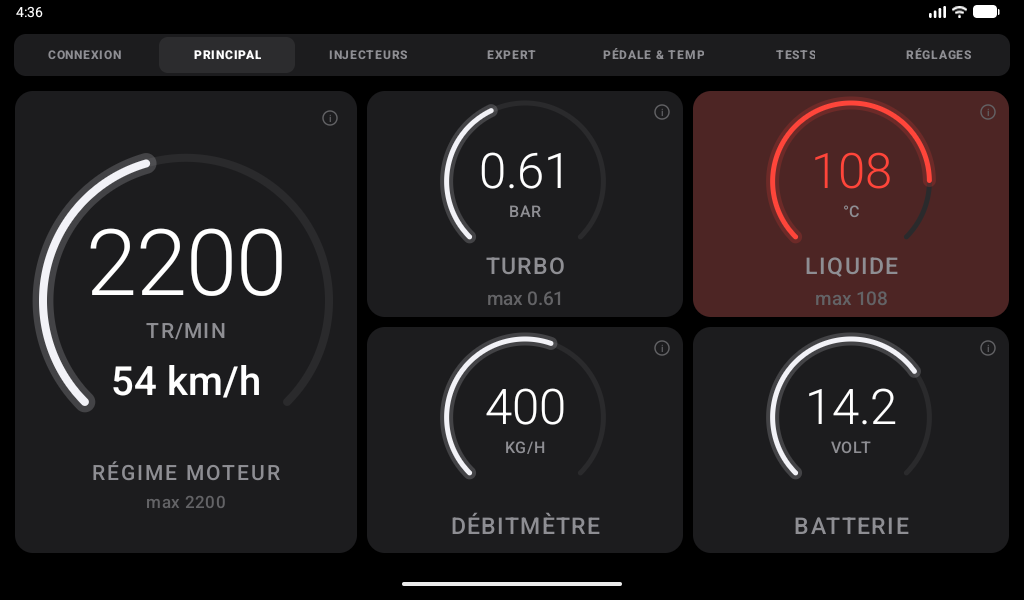 4:36
CONNEXION
PRINCIPAL
INJECTEURS
EXPERT
PÉDALE & TEMP
TESTS
RÉGLAGES
2200
TR/MIN
54 km/h
RÉGIME MOTEUR
max 2200
0.61
BAR
TURBO
max 0.61
108
°C
LIQUIDE
max 108
400
KG/H
DÉBITMÈTRE
14.2
VOLT
BATTERIE